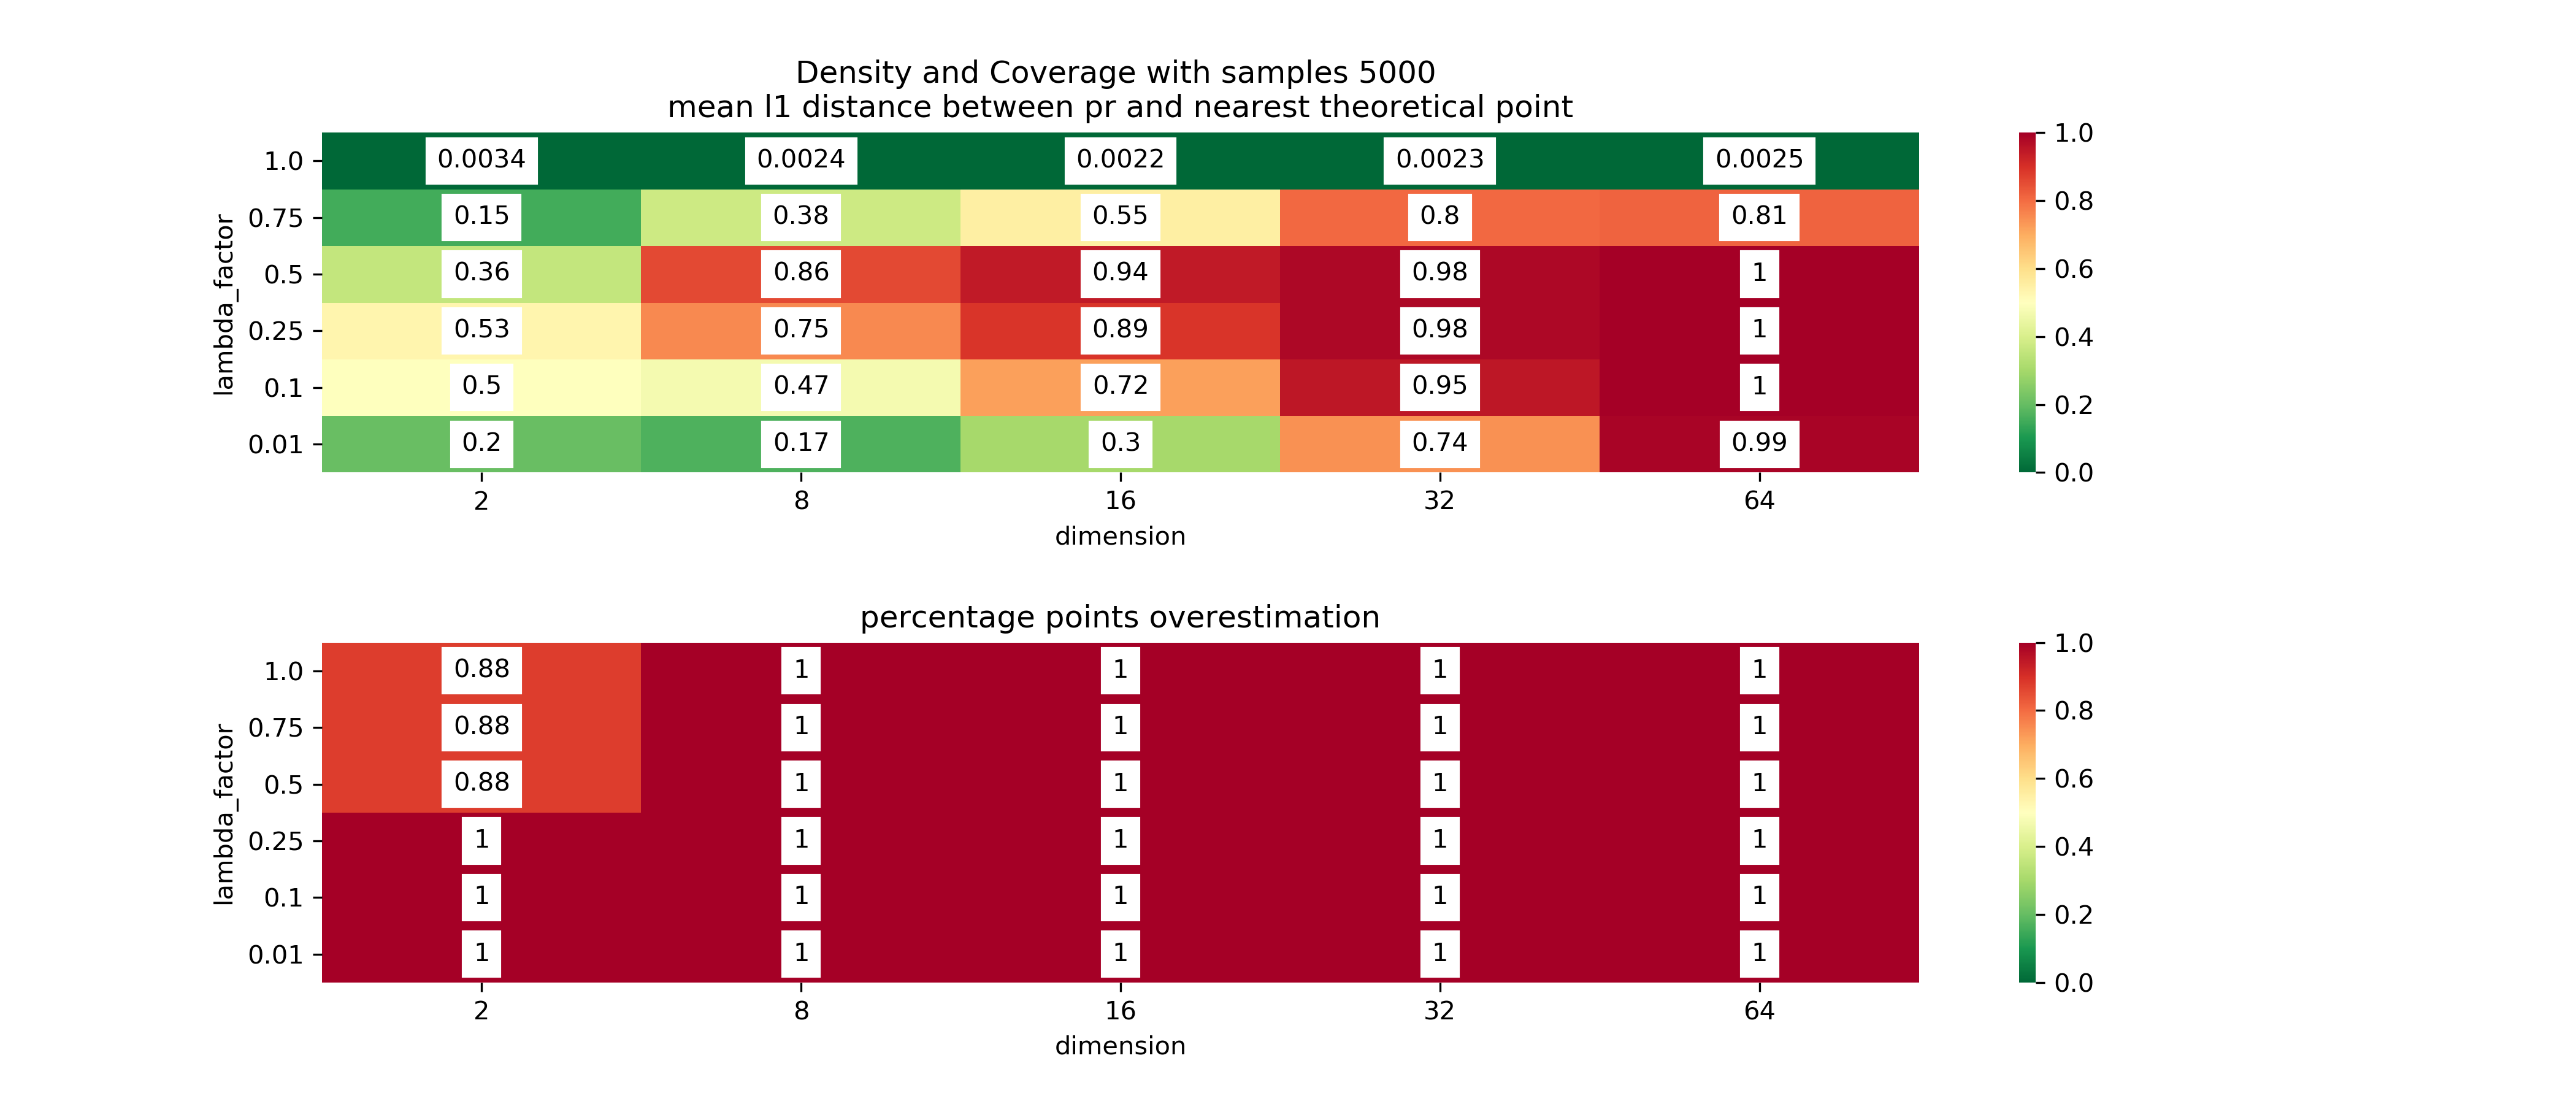 Density and Coverage with samples 5000
mean l1 distance between pr and nearest theoretical point
lambda_factor
1.0 0.0034 0.0024 0.0022 0.0023 0.0025
0.75 0.15 0.38 0.55 0.8 0.81
0.5 0.36 0.86 0.94 0.98 1
0.25 0.53 0.75 0.89 0.98 1
0.1 0.5 0.47 0.72 0.95 1
0.01 0.2 0.17 0.3 0.74 0.99
2 8 16 32 64
dimension
1.0
0.8
0.6
0.4
0.2
0.0
percentage points overestimation
lambda_factor
1.0 0.88 1 1 1 1
0.75 0.88 1 1 1 1
0.5 0.88 1 1 1 1
0.25 1 1 1 1 1
0.1 1 1 1 1 1
0.01 1 1 1 1 1
2 8 16 32 64
dimension
1.0
0.8
0.6
0.4
0.2
0.0